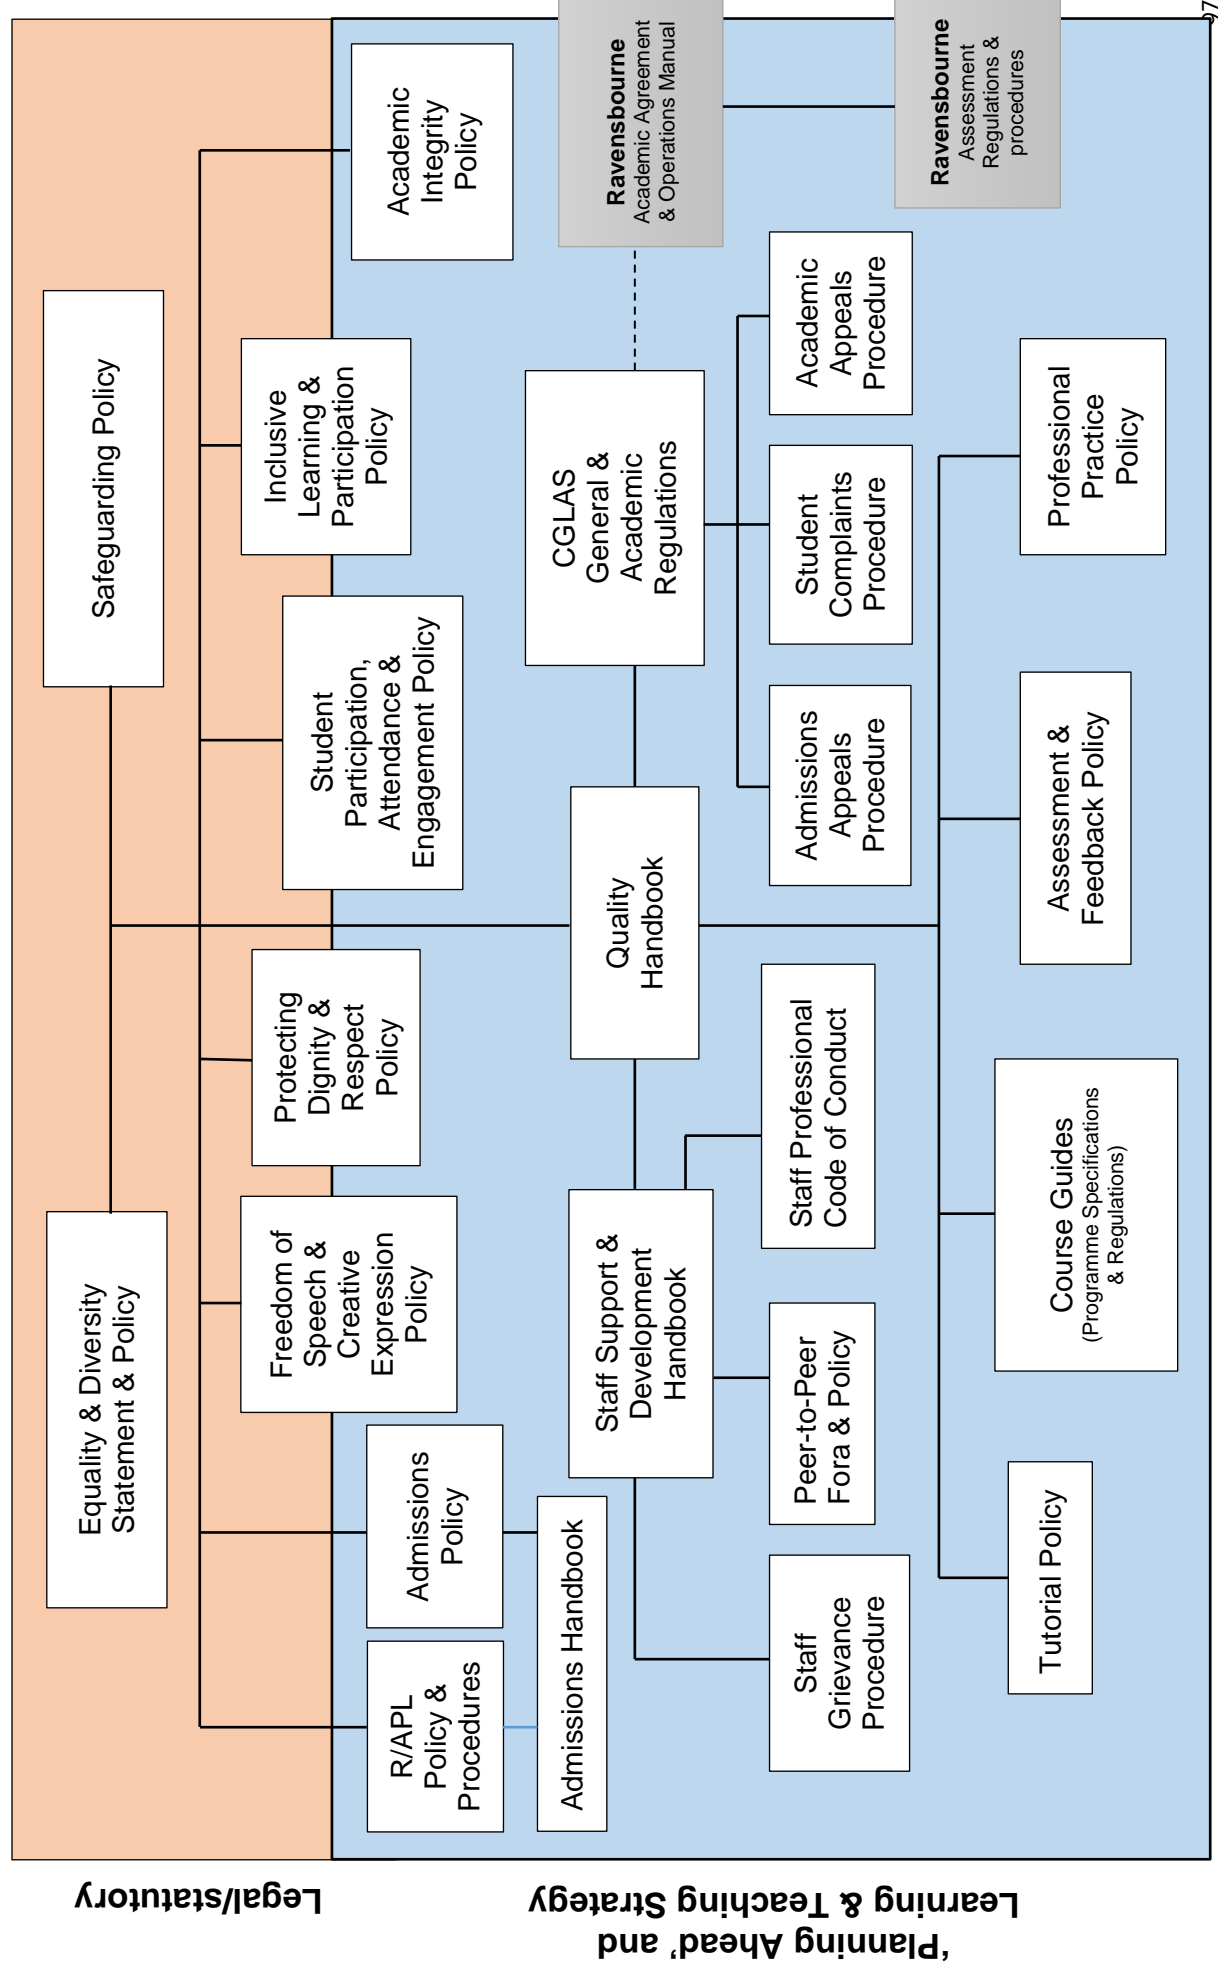 Legal/statutory
Equality & Diversity
Statement & Policy
Safeguarding Policy
'Planning Ahead' and
Learning & Teaching Strategy
R/APL
Policy &
Procedures
Admissions
Policy
Admissions Handbook
Freedom of
Speech &
Creative
Expression
Policy
Protecting
Dignity &
Respect
Policy
Student
Participation,
Attendance &
Engagement Policy
Inclusive
Learning &
Participation
Policy
Academic
Integrity
Policy
Staff Support &
Development
Handbook
Quality
Handbook
CGLAS
General &
Academic
Regulations
Ravensbourne
Academic Agreement
& Operations Manual
Staff
Grievance
Procedure
Peer-to-Peer
Fora & Policy
Staff Professional
Code of Conduct
Admissions
Appeals
Procedure
Student
Complaints
Procedure
Academic
Appeals
Procedure
Ravensbourne
Assessment
Regulations &
procedures
Tutorial Policy
Course Guides
(Programme Specifications
& Regulations)
Assessment &
Feedback Policy
Professional
Practice
Policy
97